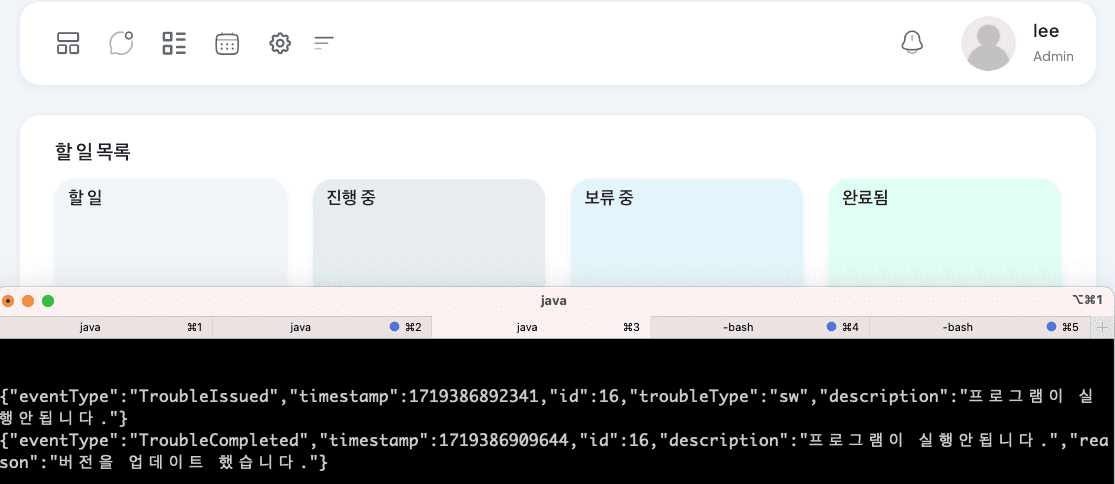 lee
Admin
할 일 목록
할 일
진행 중
보류 중
완료됨
java
⌥⌘1
java ⌘1
java ⌘2
java ⌘3
-bash ⌘4
-bash ⌘5
{"eventType":"TroubleIssued","timestamp":1719386892341,"id":16,"troubleType":"sw","description":"프로그램이 실
행안됩니다."}
{"eventType":"TroubleCompleted","timestamp":1719386909644,"id":16,"description":"프로그램이 실행안됩니다.","rea
son":"버전을 업데이트 했습니다."}